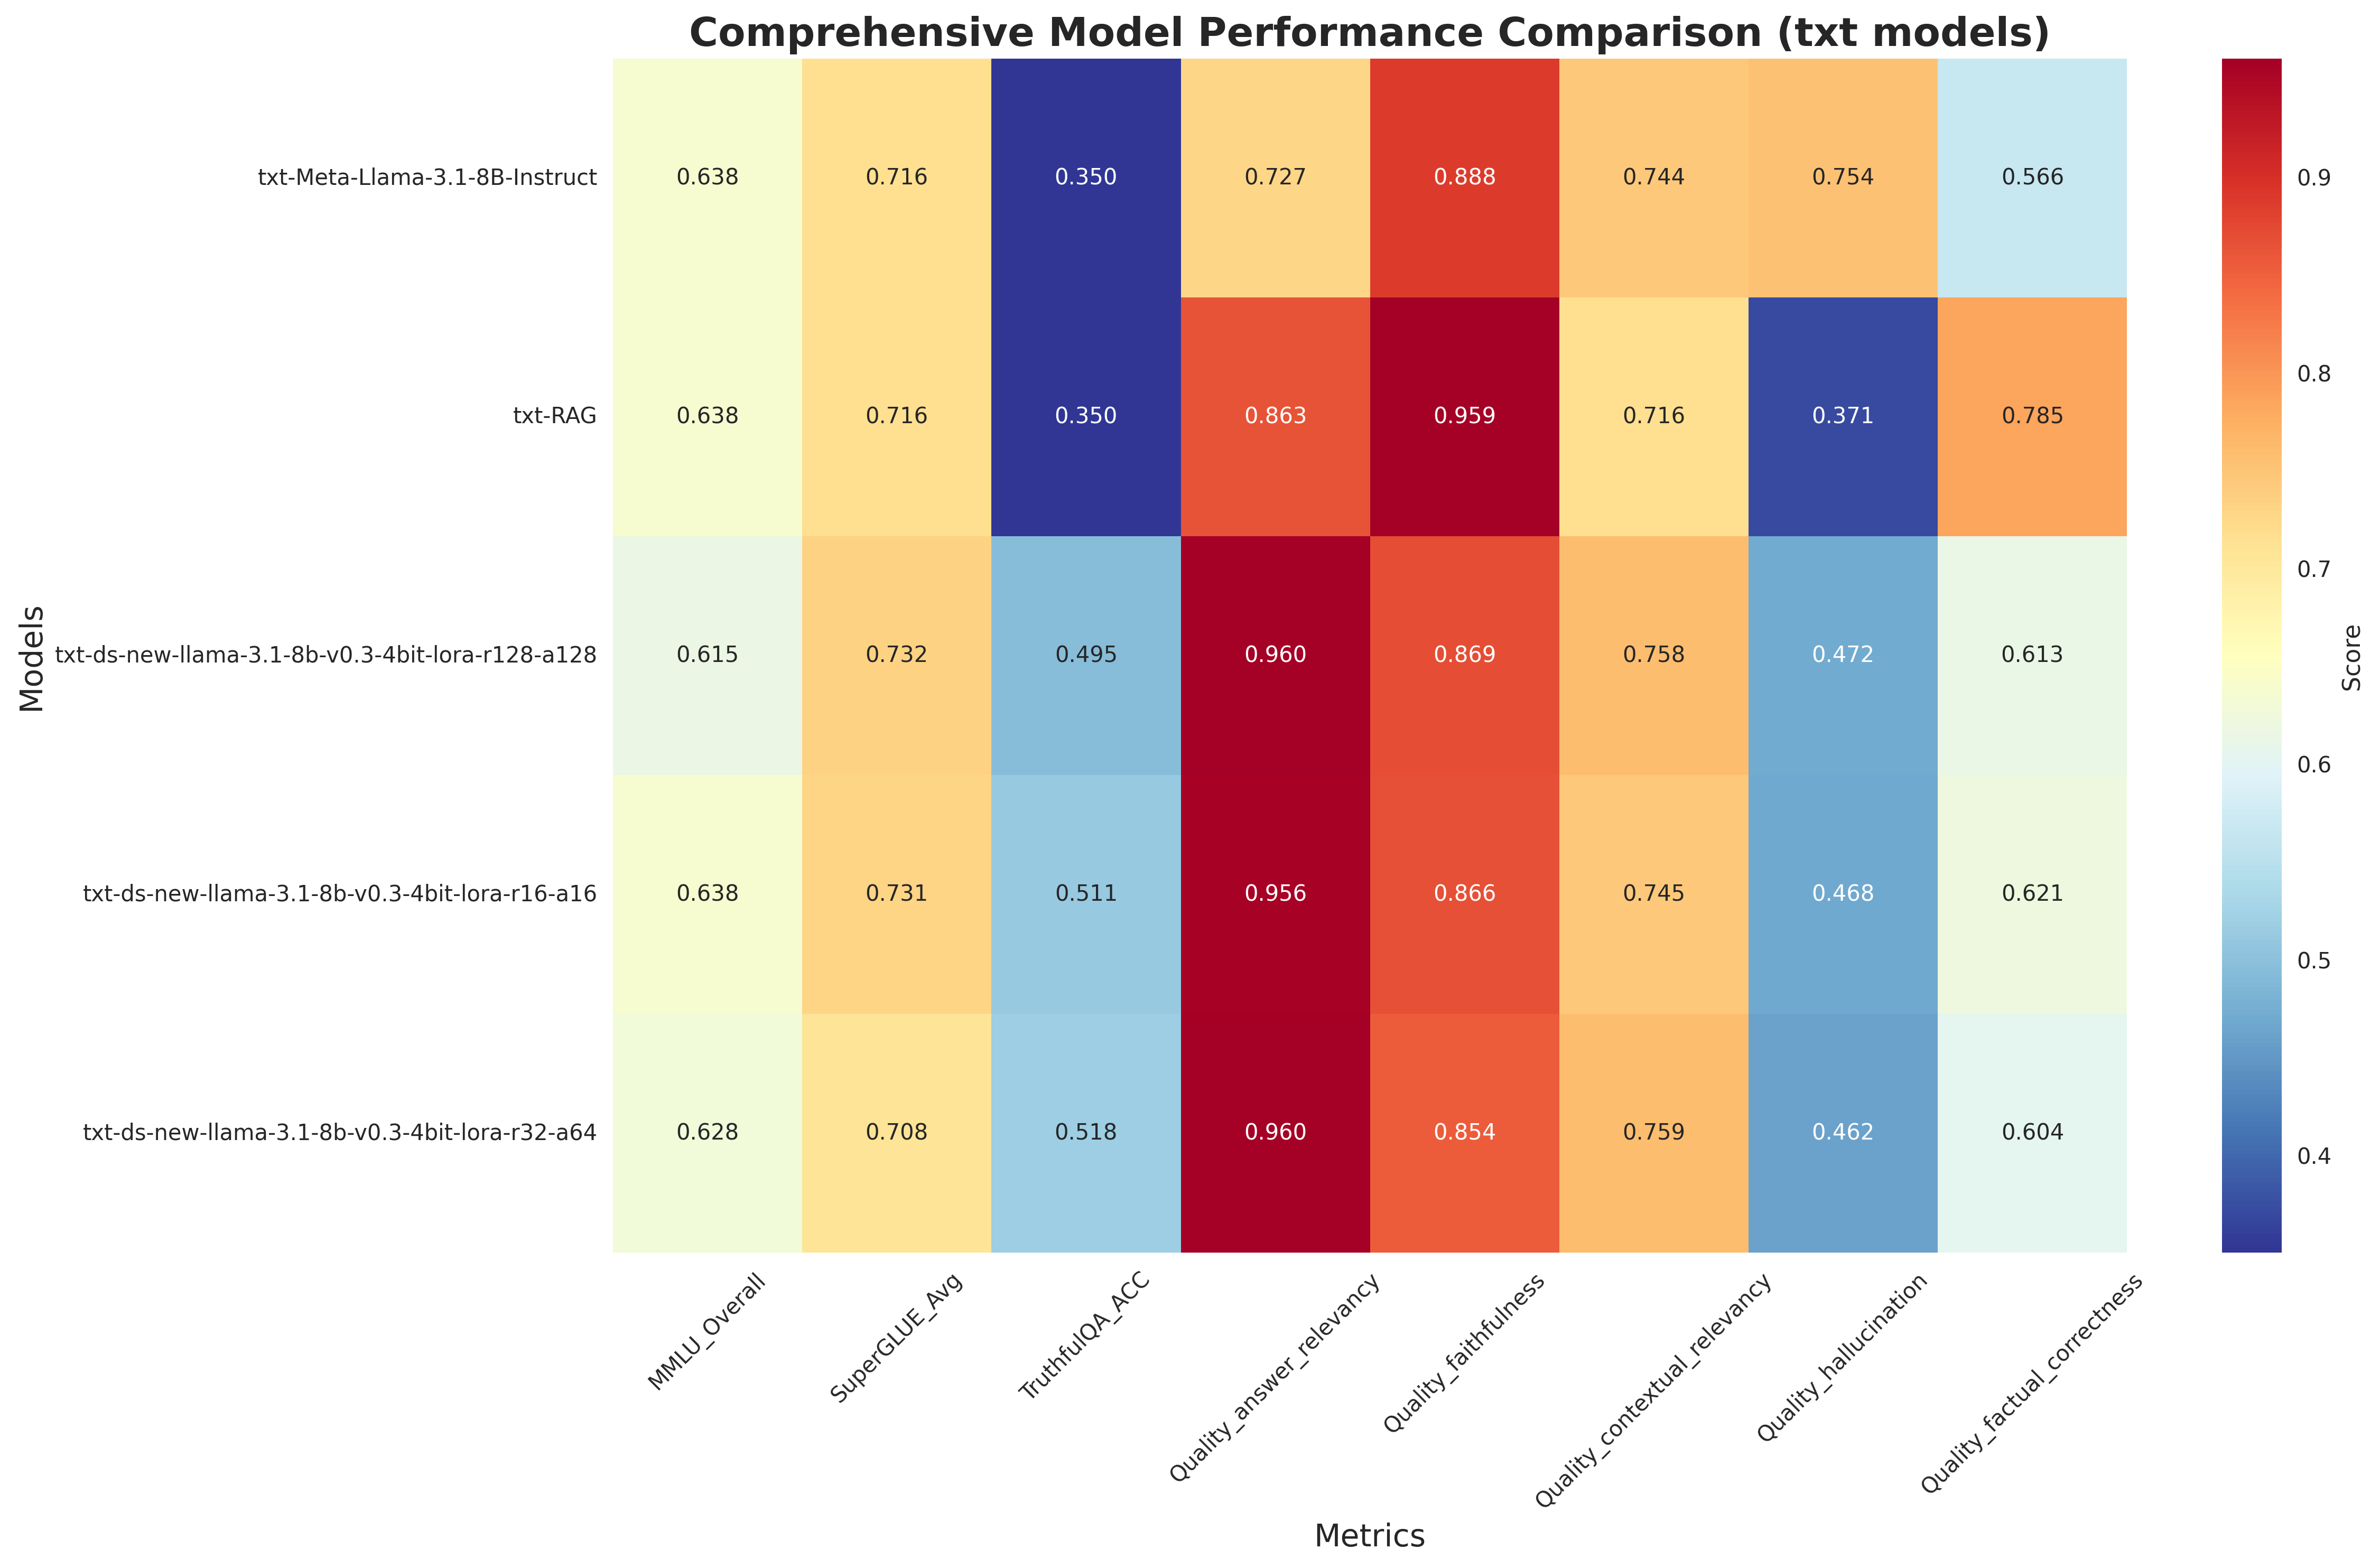 Comprehensive Model Performance Comparison (txt models)
Models
txt-Meta-Llama-3.1-8B-Instruct 0.638 0.716 0.350 0.727 0.888 0.744 0.754 0.566
txt-RAG 0.638 0.716 0.350 0.863 0.959 0.716 0.371 0.785
txt-ds-new-llama-3.1-8b-v0.3-4bit-lora-r128-a128 0.615 0.732 0.495 0.960 0.869 0.758 0.472 0.613
txt-ds-new-llama-3.1-8b-v0.3-4bit-lora-r16-a16 0.638 0.731 0.511 0.956 0.866 0.745 0.468 0.621
txt-ds-new-llama-3.1-8b-v0.3-4bit-lora-r32-a64 0.628 0.708 0.518 0.960 0.854 0.759 0.462 0.604
MMLU_Overall
SuperGLUE_Avg
TruthfulQA_ACC
Quality_answer_relevancy
Quality_faithfulness
Quality_contextual_relevancy
Quality_hallucination
Quality_factual_correctness
Metrics
0.9
0.8
0.7
0.6
0.5
0.4
Score